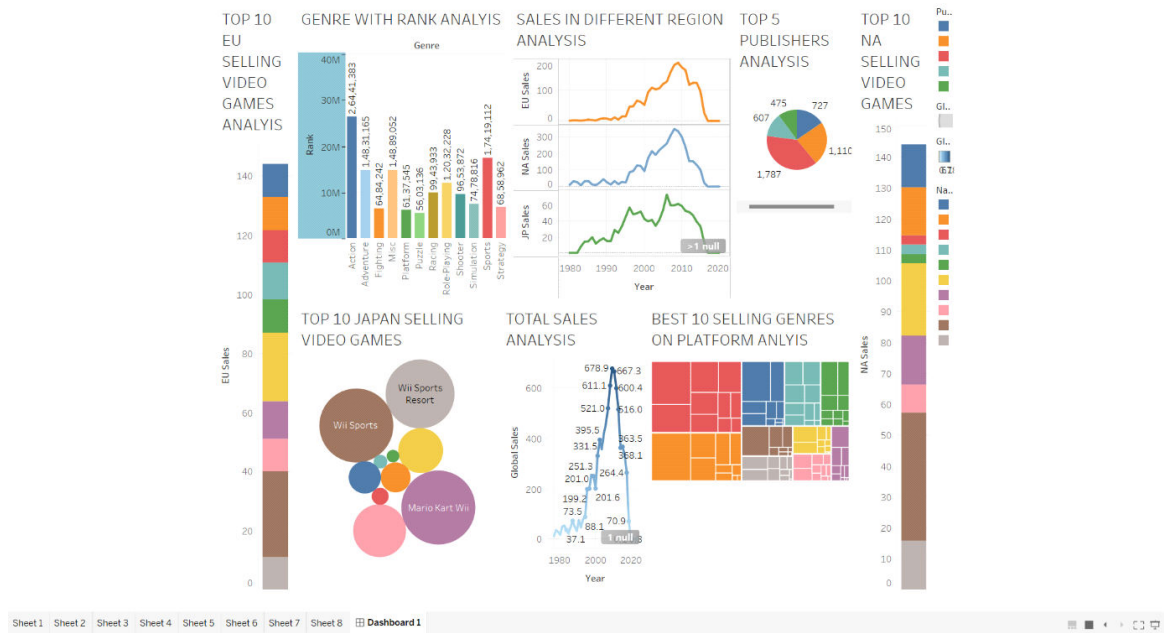 TOP 10
EU
SELLING
VIDEO
GAMES
ANALYIS
140
120
100
80
60
40
20
0
EU Sales
GENRE WITH RANK ANALYIS
Genre
40M
30M
20M
10M
0M
Rank
2,64,41,383
1,48,31,165
64,84,242
1,48,89,052
61,37,545
56,03,136
99,43,933
1,20,32,228
96,53,872
74,78,816
1,74,19,112
68,58,962
Action
Adventure
Fighting
Misc
Platform
Puzzle
Racing
Role-Playing
Shooter
Simulation
Sports
Strategy
SALES IN DIFFERENT REGION
ANALYSIS
EU Sales
200
100
0
NA Sales
300
200
100
0
JP Sales
60
40
20
>1 null
1980
1990
2000
2010
2020
Year
TOP 5
PUBLISHERS
ANALYSIS
475
727
607
1,110
1,787
TOP 10
NA
SELLING
VIDEO
GAMES
150
140
130
120
110
100
90
80
70
60
50
40
30
20
10
0
NA Sales
Pu..
Gl..
Gl..
Na..
TOP 10 JAPAN SELLING
VIDEO GAMES
Wii Sports
Resort
Wii Sports
Mario Kart Wii
TOTAL SALES
ANALYSIS
Global Sales
600
400
200
0
678.9
667.3
611.1
600.4
521.0
516.0
395.5
363.5
331.5
368.1
251.3
264.4
201.0
199.2
201.6
73.5
70.9
88.1
37.1
1 null
1980
2000
2020
Year
BEST 10 SELLING GENRES
ON PLATFORM ANLYIS
Sheet 1
Sheet 2
Sheet 3
Sheet 4
Sheet 5
Sheet 6
Sheet 7
Sheet 8
Dashboard 1